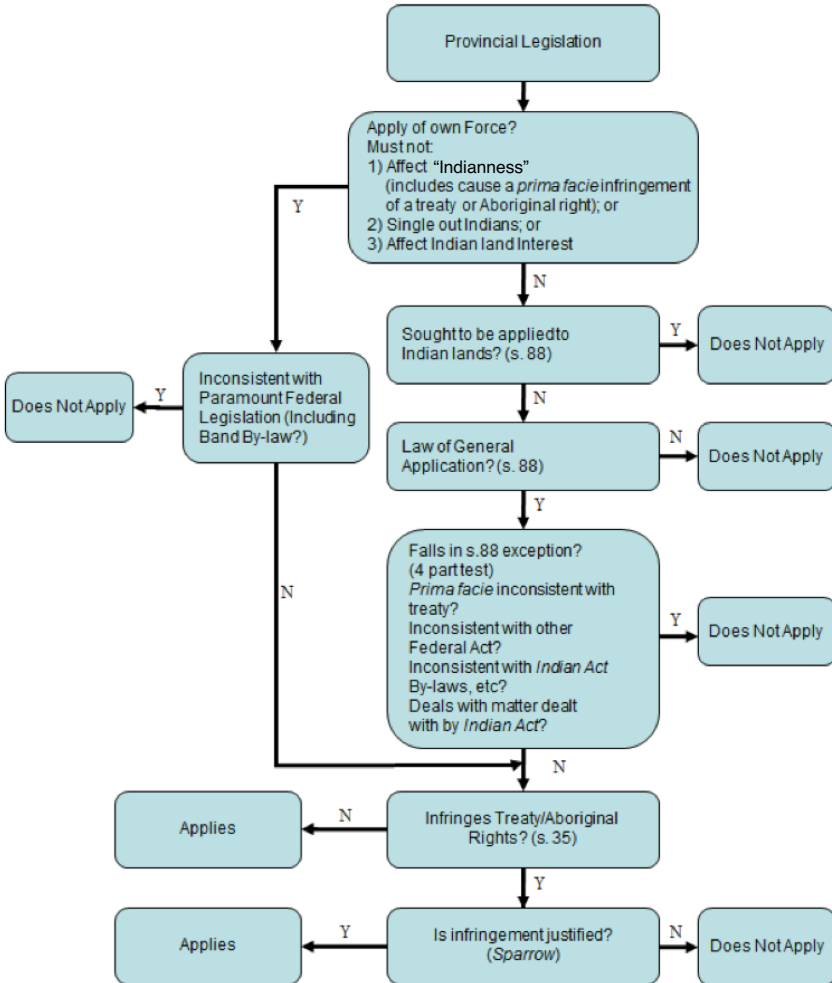 Provincial Legislation
Apply of own Force?
Must not:
1) Affect “Indianness”
(includes cause a prima facie infringement
of a treaty or Aboriginal right); or
2) Single out Indians; or
3) Affect Indian land Interest
Y
N
Sought to be applied to
Indian lands? (s. 88)
Y
Does Not Apply
Inconsistent with
Paramount Federal
Legislation (Including
Band By-law?)
Y
Does Not Apply
N
Law of General
Application? (s. 88)
N
Does Not Apply
Y
Falls in s.88 exception?
(4 part test)
Prima facie inconsistent with
treaty?
Inconsistent with other
Federal Act?
Inconsistent with Indian Act
By-laws, etc?
Deals with matter dealt
with by Indian Act?
Y
Does Not Apply
N
N
Infringes Treaty/Aboriginal
Rights? (s. 35)
N
Applies
Y
Is infringement justified?
(Sparrow)
Y
Applies
N
Does Not Apply